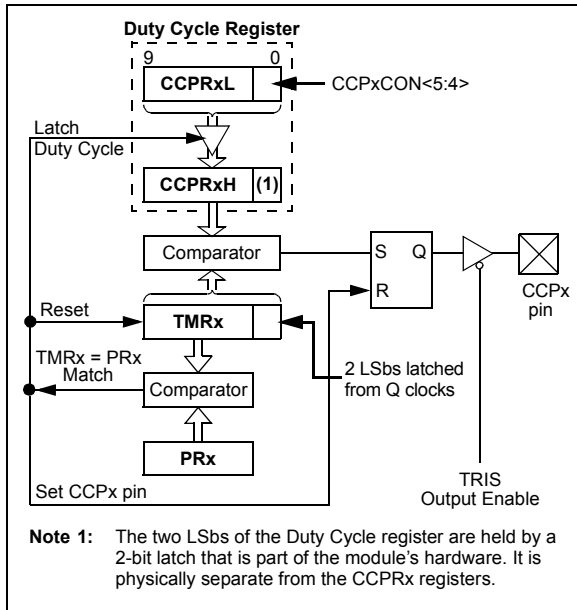 Duty Cycle Register
9 0
CCPRxL
CCPxCON<5:4>
Latch
Duty Cycle
CCPRxH (1)
Comparator
S Q
R
CCPx
pin
Reset
TMRx
TMRx = PRx
Match
2 LSbs latched
from Q clocks
Comparator
PRx
Set CCPx pin
TRIS
Output Enable
Note 1: The two LSbs of the Duty Cycle register are held by a
2-bit latch that is part of the module's hardware. It is
physically separate from the CCPRx registers.